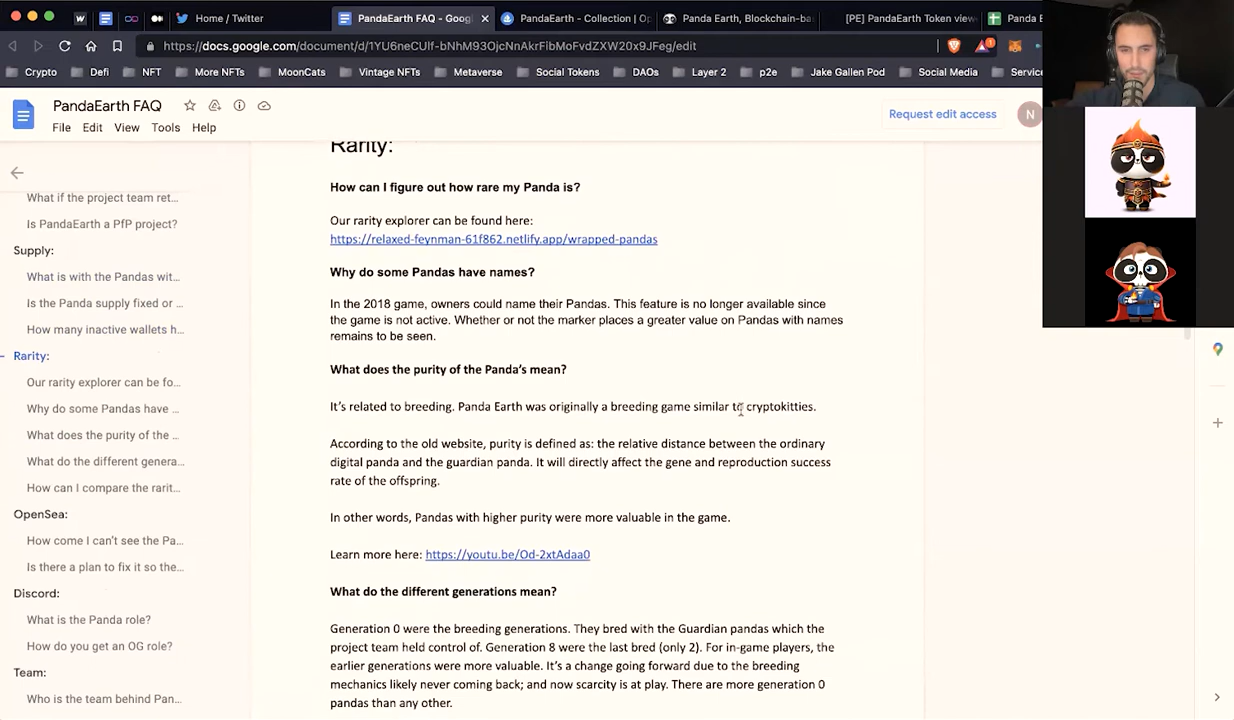 Home / Twitter
PandaEarth FAQ - Goog
PandaEarth - Collection | Op
Panda Earth, Blockchain-ba
[PE] PandaEarth Token view
Panda E
https://docs.google.com/document/d/1YU6neCUlf-bNhM93OjcNnAkrFibMoFvdZXW20x9JFeg/edit
Crypto
Defi
NFT
More NFTs
MoonCats
Vintage NFTs
Metaverse
Social Tokens
DAOs
Layer 2
p2e
Jake Gallen Pod
Social Media
Servic
PandaEarth FAQ
File Edit View Tools Help
Request edit access
N
What if the project team ret...
Is PandaEarth a PfP project?
Supply:
What is with the Pandas wit...
Is the Panda supply fixed or ...
How many inactive wallets h...
Rarity:
Our rarity explorer can be fo...
Why do some Pandas have ...
What does the purity of the ...
What do the different genera...
How can I compare the rarit...
OpenSea:
How come I can't see the Pa...
Is there a plan to fix it so the...
Discord:
What is the Panda role?
How do you get an OG role?
Team:
Who is the team behind Pan...
Rarity:
How can I figure out how rare my Panda is?
Our rarity explorer can be found here:
https://relaxed-feynman-61f862.netlify.app/wrapped-pandas
Why do some Pandas have names?
In the 2018 game, owners could name their Pandas. This feature is no longer available since
the game is not active. Whether or not the marker places a greater value on Pandas with names
remains to be seen.
What does the purity of the Panda's mean?
It's related to breeding. Panda Earth was originally a breeding game similar to cryptokitties.
According to the old website, purity is defined as: the relative distance between the ordinary
digital panda and the guardian panda. It will directly affect the gene and reproduction success
rate of the offspring.
In other words, Pandas with higher purity were more valuable in the game.
Learn more here: https://youtu.be/Od-2xtAdaa0
What do the different generations mean?
Generation 0 were the breeding generations. They bred with the Guardian pandas which the
project team held control of. Generation 8 were the last bred (only 2). For in-game players, the
earlier generations were more valuable. It's a change going forward due to the breeding
mechanics likely never coming back; and now scarcity is at play. There are more generation 0
pandas than any other.